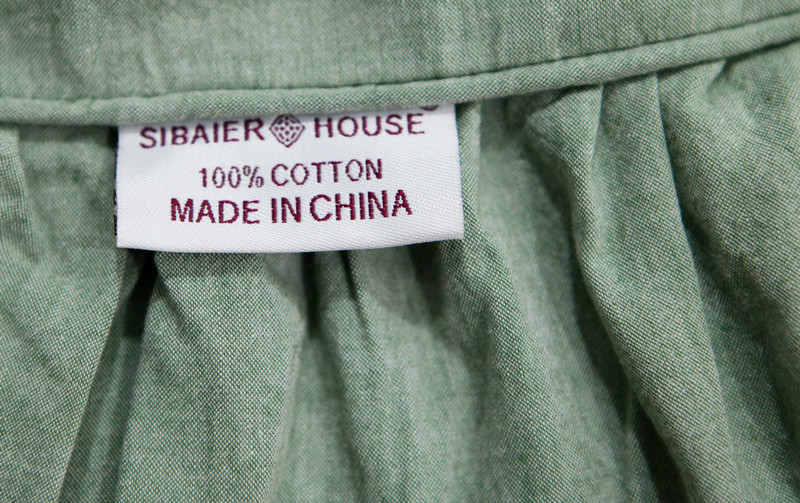 SIBAIER HOUSE
100% COTTON
MADE IN CHINA